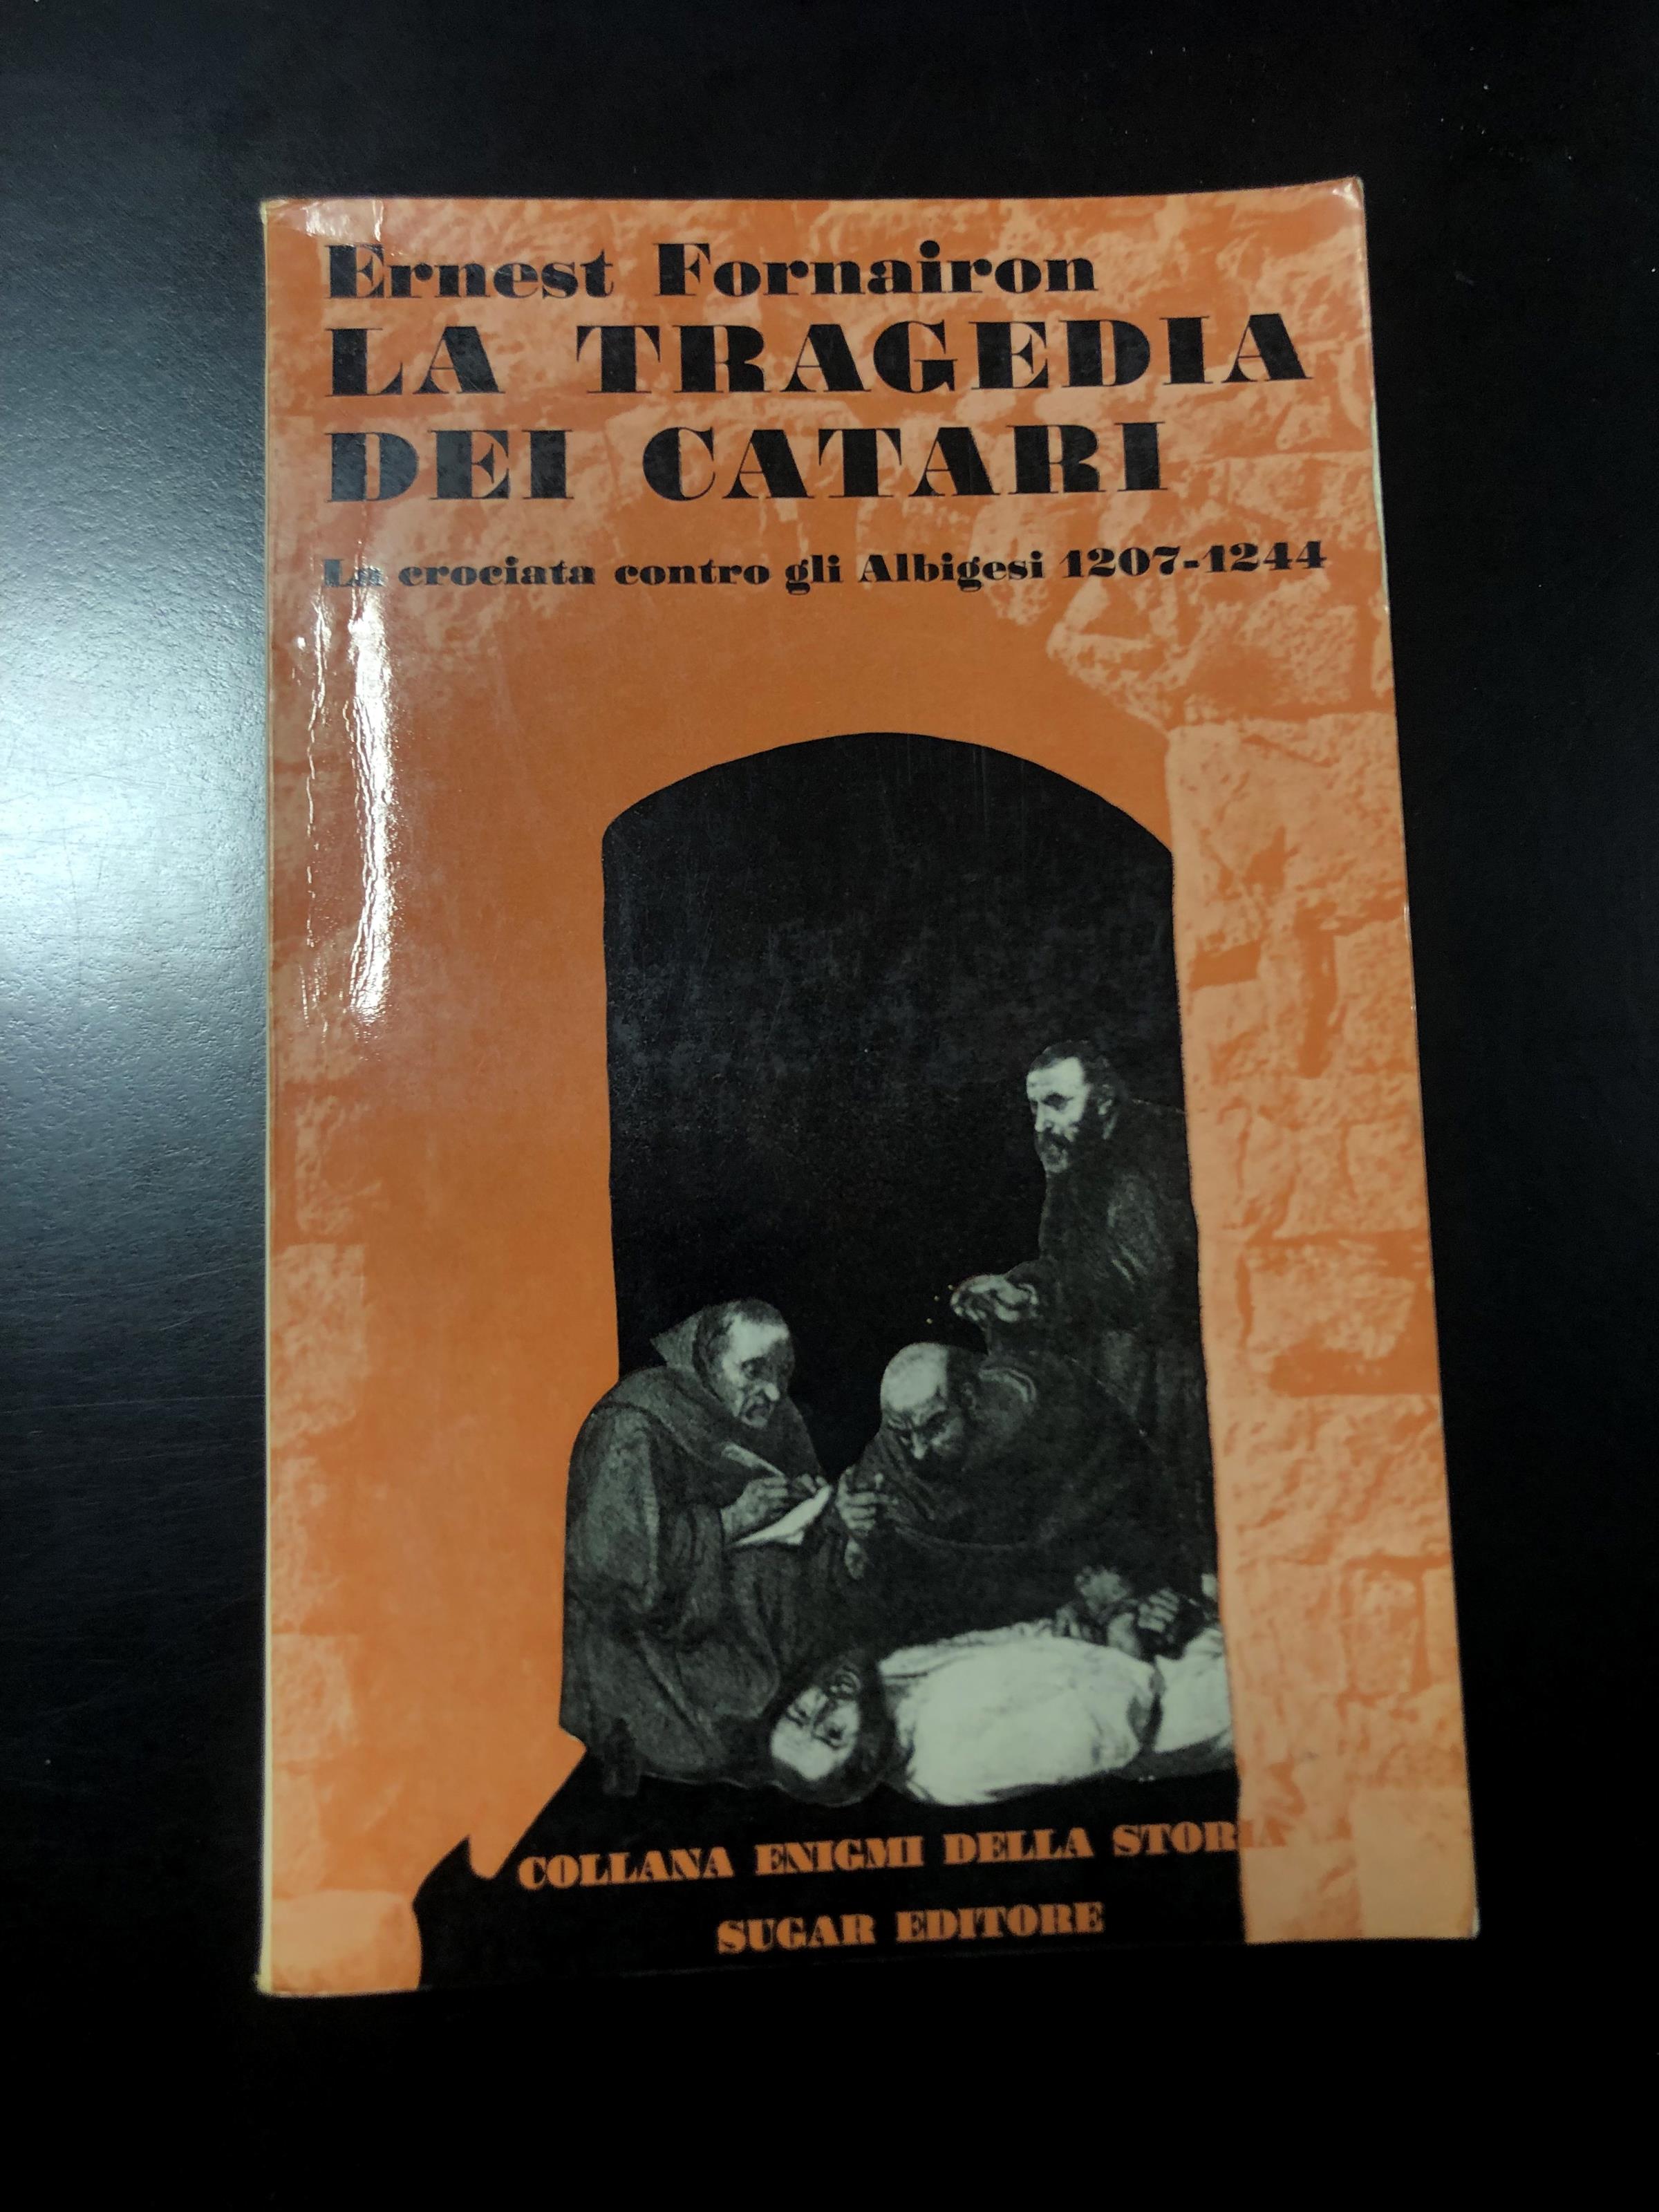 Ernest Fornairon
LA TRAGEDIA
DEI CATARI
La crociata contro gli Albigesi 1207-1244
COLLANA ENIGMI DELLA STORIA
SUGAR EDITORE